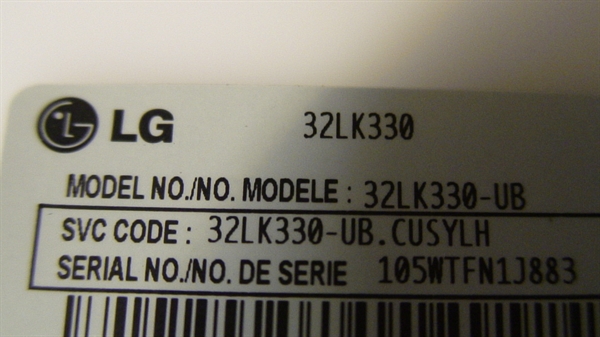 LG 32LK330
MODEL NO./NO. MODELE : 32LK330-UB
SVC CODE : 32LK330-UB.CUSYLH
SERIAL NO./NO. DE SERIE 105WTFN1J883